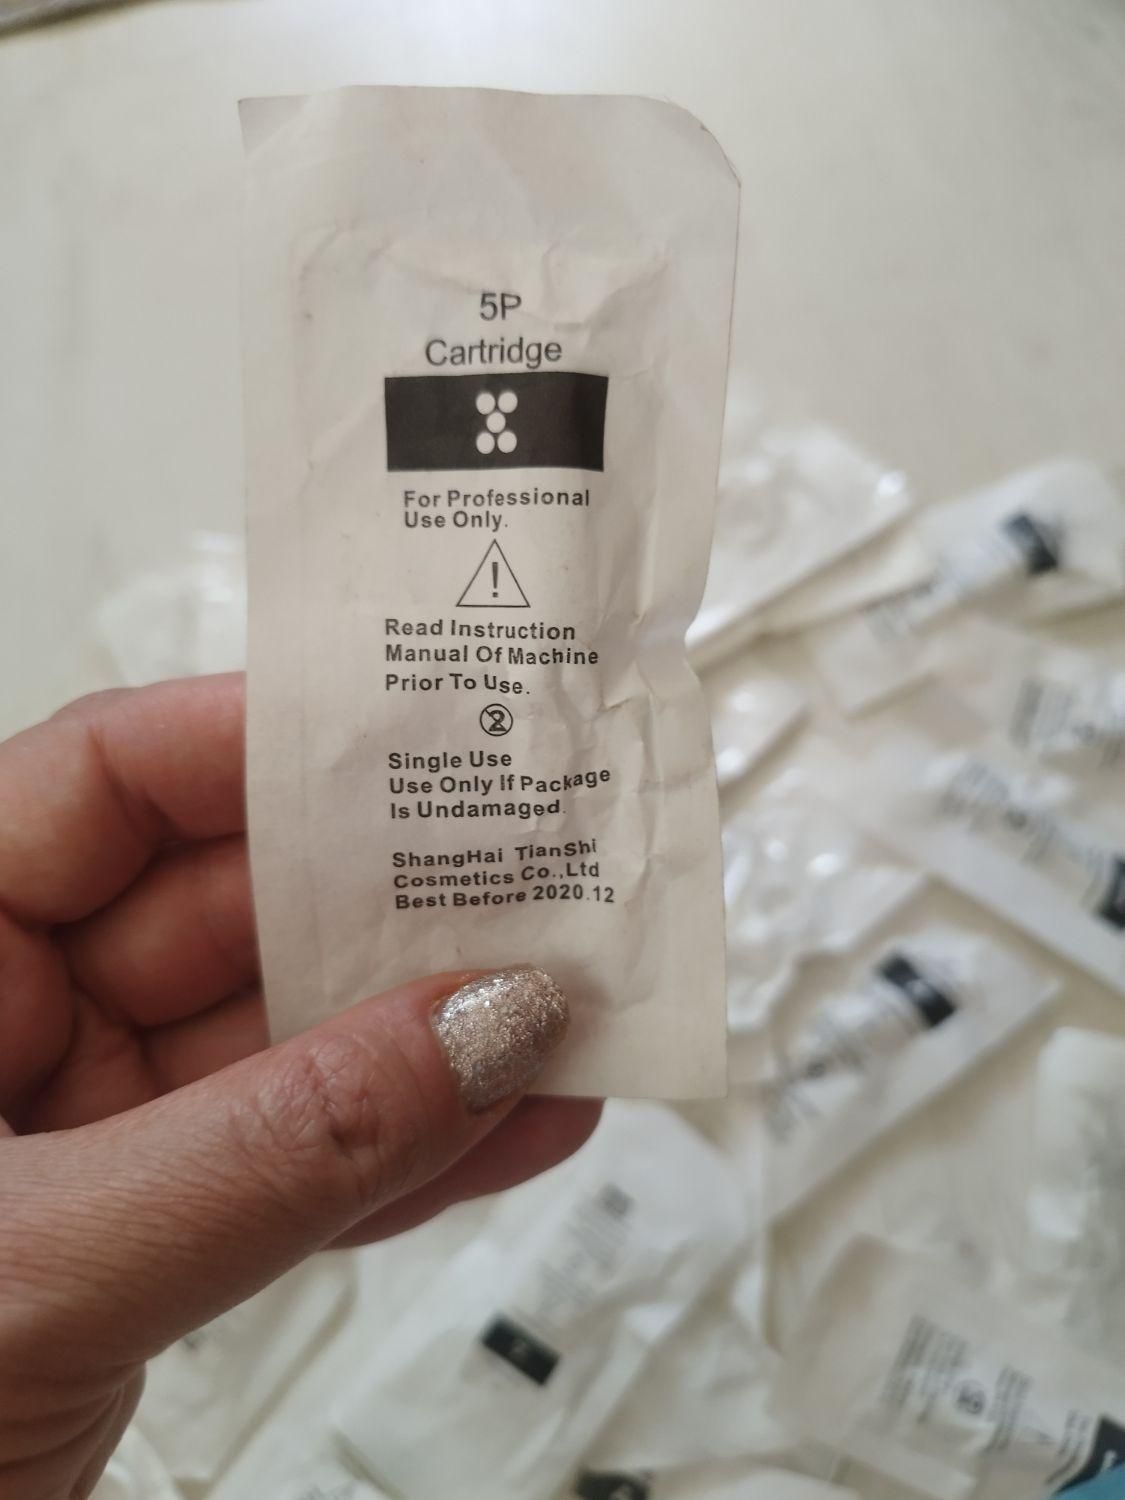 5P
Cartridge
For Professional
Use Only.
!
Read Instruction
Manual Of Machine
Prior To Use.
2
Single Use
Use Only If Package
Is Undamaged.
ShangHai TianShi
Cosmetics Co.,Ltd
Best Before 2020.12